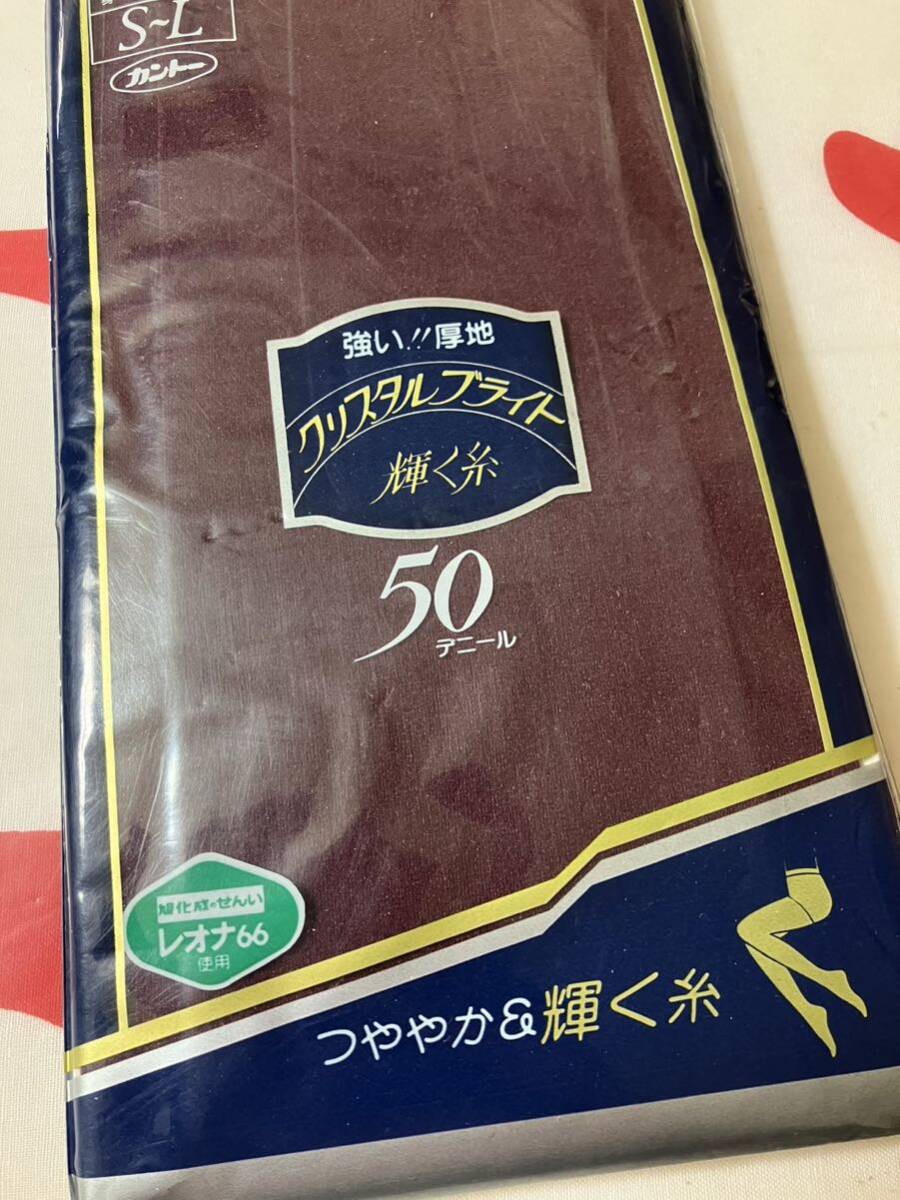 S~L
カントー
強い!!厚地
クリスタルブライト
輝く糸
50
デニール
旭化成のせんい
レオナ66
使用
つややか&輝く糸